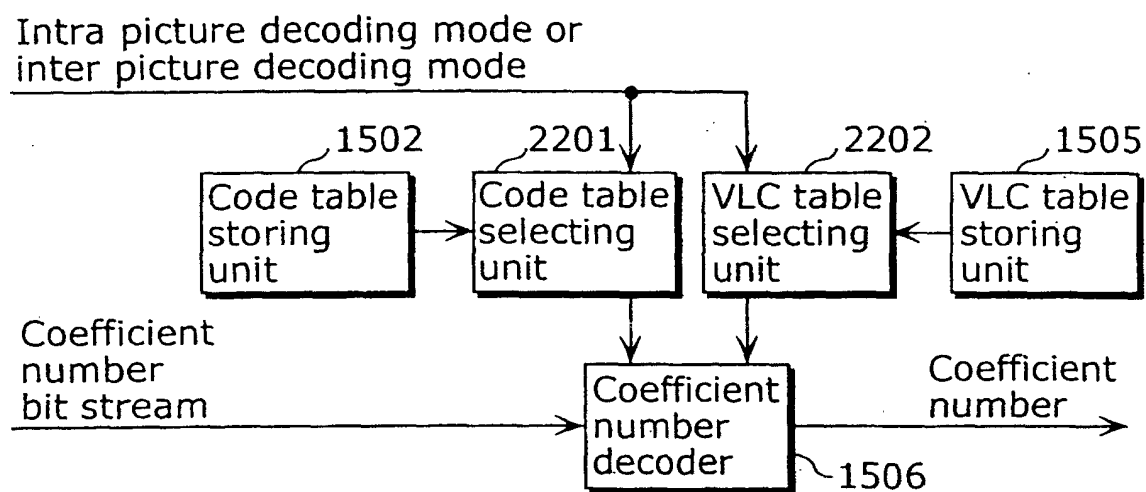 Intra picture decoding mode or
inter picture decoding mode
1502
2201
2202
1505
Code table
storing
unit
Code table
selecting
unit
VLC table
selecting
unit
VLC table
storing
unit
Coefficient
number
bit stream
Coefficient
number
decoder
Coefficient
number
1506